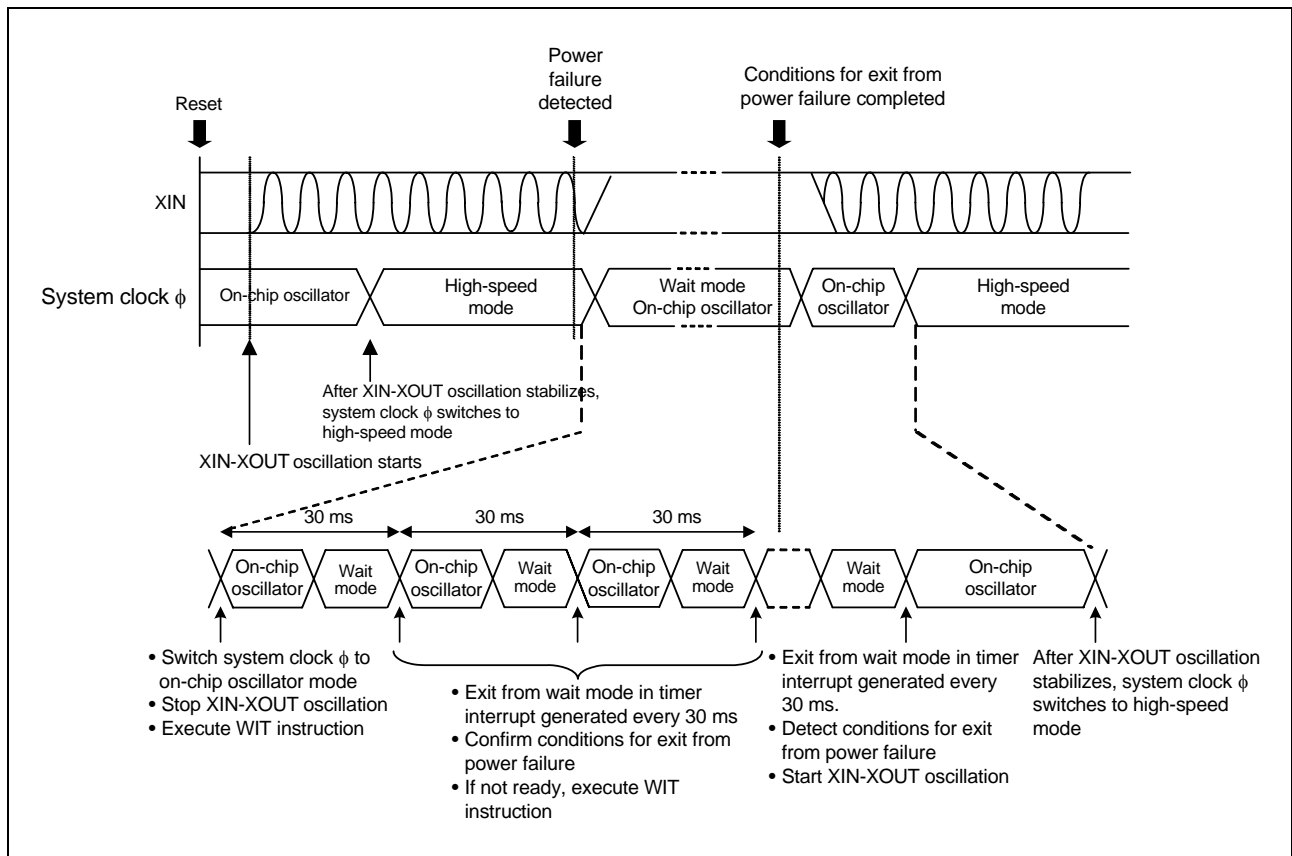 Reset
Power
failure
detected
Conditions for exit from
power failure completed
XIN
System clock ϕ
On-chip oscillator
High-speed
mode
Wait mode
On-chip oscillator
On-chip
oscillator
High-speed
mode
After XIN-XOUT oscillation stabilizes,
system clock ϕ switches to
high-speed mode
XIN-XOUT oscillation starts
30 ms
30 ms
30 ms
On-chip
oscillator
Wait
mode
On-chip
oscillator
Wait
mode
On-chip
oscillator
Wait
mode
Wait
mode
On-chip
oscillator
• Switch system clock ϕ to
on-chip oscillator mode
• Stop XIN-XOUT oscillation
• Execute WIT instruction
• Exit from wait mode in timer
interrupt generated every 30 ms
• Confirm conditions for exit from
power failure
• If not ready, execute WIT
instruction
• Exit from wait mode in timer
interrupt generated every
30 ms.
• Detect conditions for exit
from power failure
• Start XIN-XOUT oscillation
After XIN-XOUT oscillation
stabilizes, system clock ϕ
switches to high-speed
mode